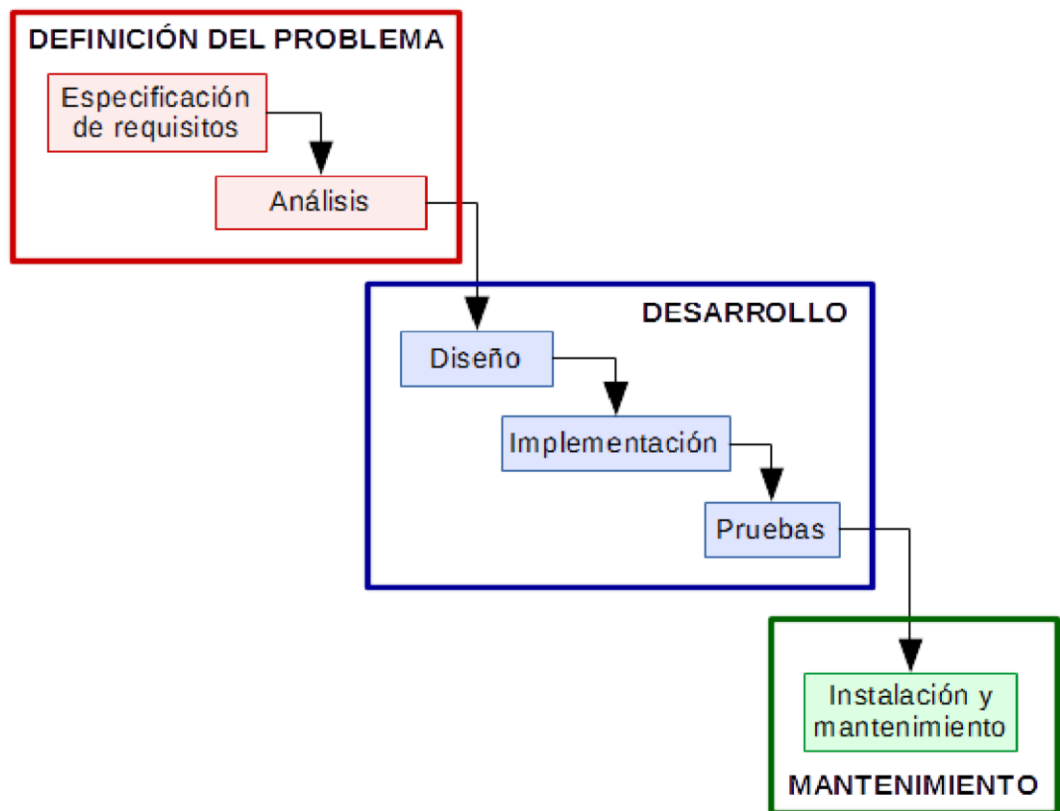 DEFINICIÓN DEL PROBLEMA
Especificación
de requisitos
Análisis
DESARROLLO
Diseño
Implementación
Pruebas
Instalación y
mantenimiento
MANTENIMIENTO